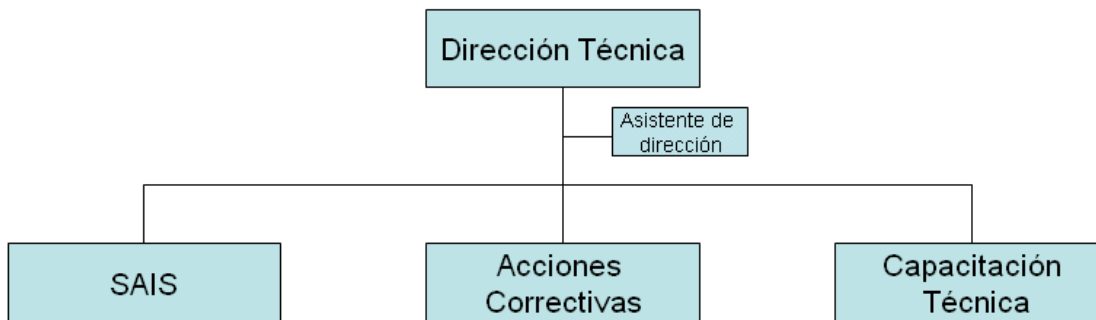 Dirección Técnica
Asistente de
dirección
SAIS
Acciones
Correctivas
Capacitación
Técnica